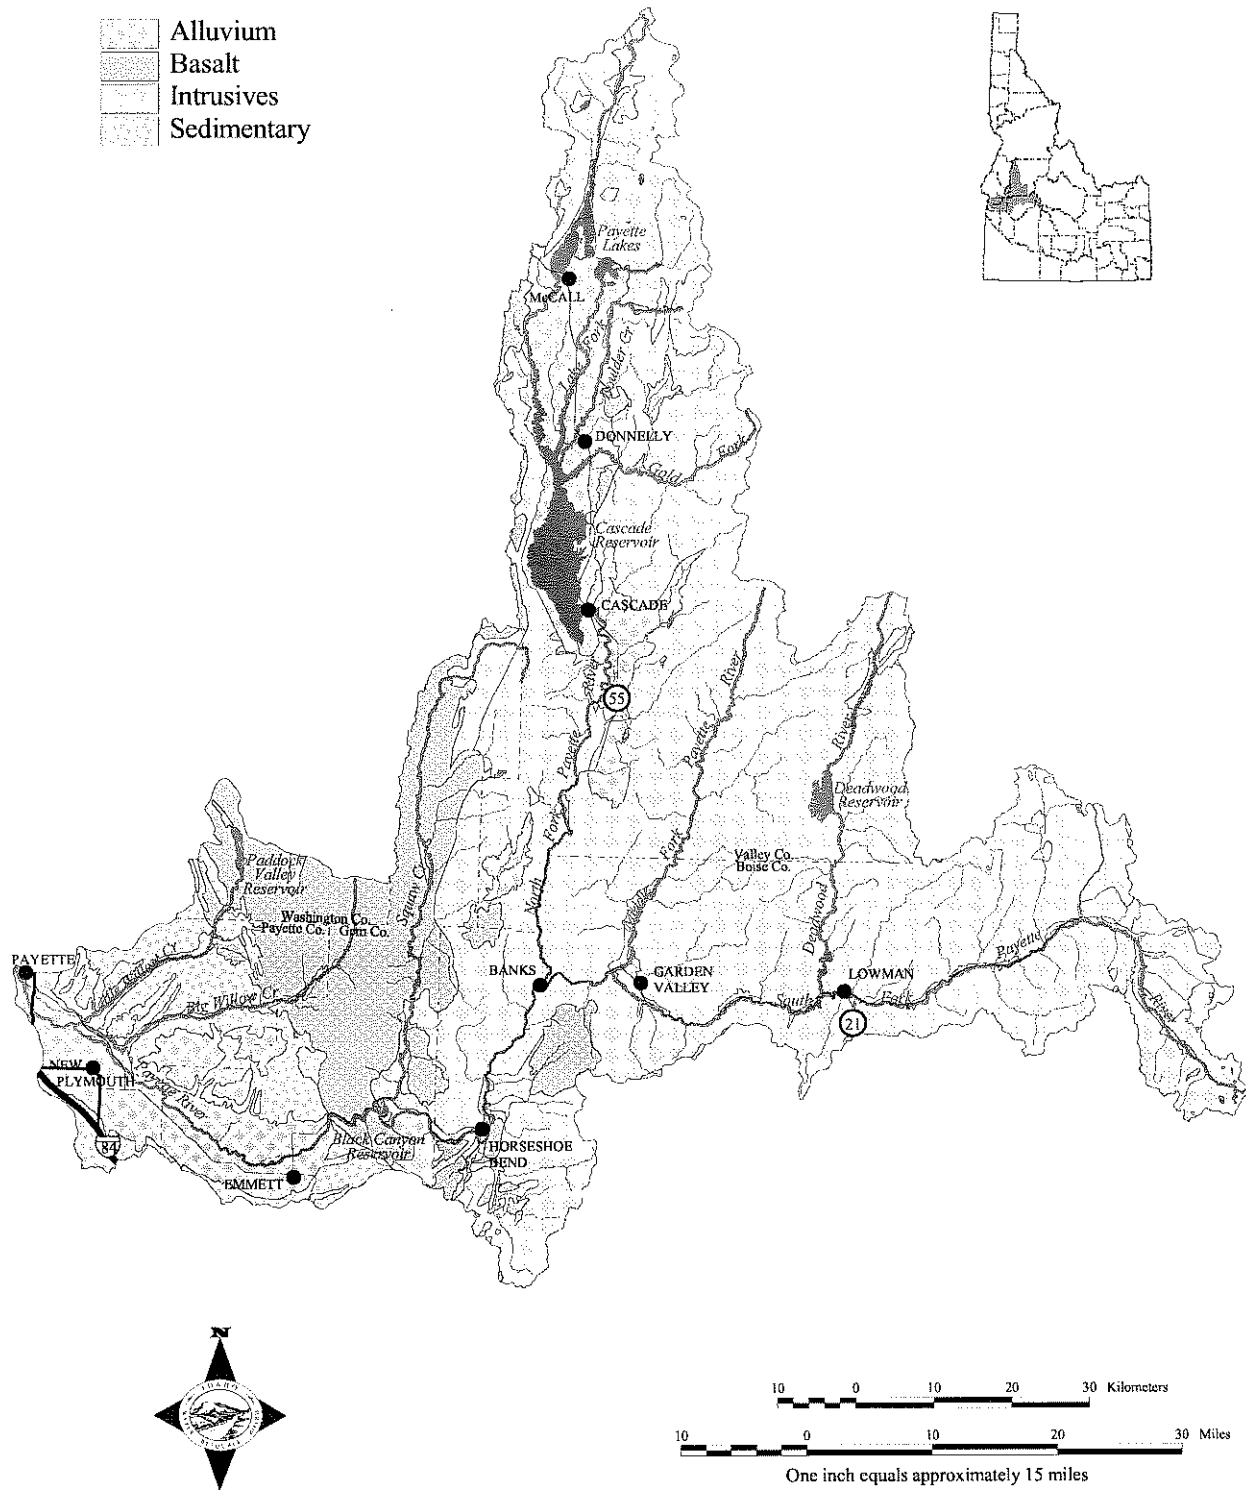 Alluvium
Basalt
Intrusives
Sedimentary
Payette
Lakes
McCALL
Lake Fork
Boulder Cr.
DONNELLY
Gold Fork
Cascade
Reservoir
CASCADE
55
North Fork Payette River
Payette River
Fork
Deadwood
Reservoir
Deadwood River
Valley Co.
Boise Co.
Squaw Cr.
Paddock
Valley
Reservoir
Washington Co.
Payette Co. Gem Co.
PAYETTE
Little Willow Cr.
Big Willow Cr.
BANKS
GARDEN
VALLEY
LOWMAN
South Fork Payette River
21
NEW
PLYMOUTH
Payette River
84
Black Canyon
Reservoir
HORSESHOE
BEND
EMMETT
N
IDAHO
10 0 10 20 30 Kilometers
10 0 10 20 30 Miles
One inch equals approximately 15 miles